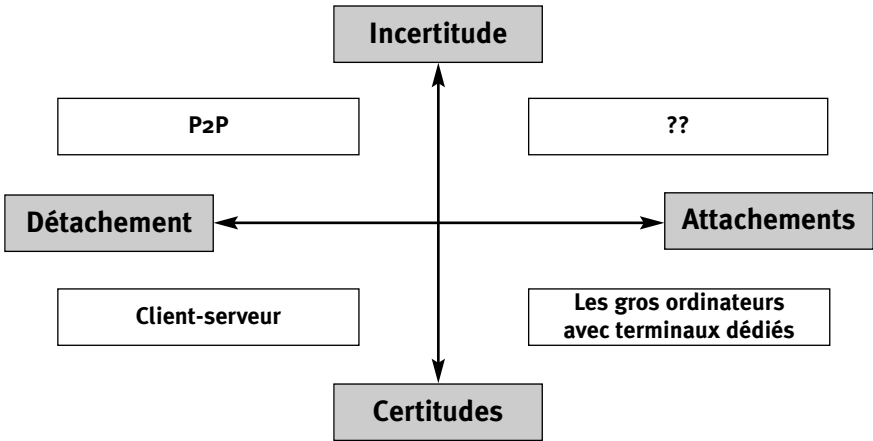 Incertitude
P2P
??
Détachement
Attachements
Client-serveur
Les gros ordinateurs
avec terminaux dédiés
Certitudes